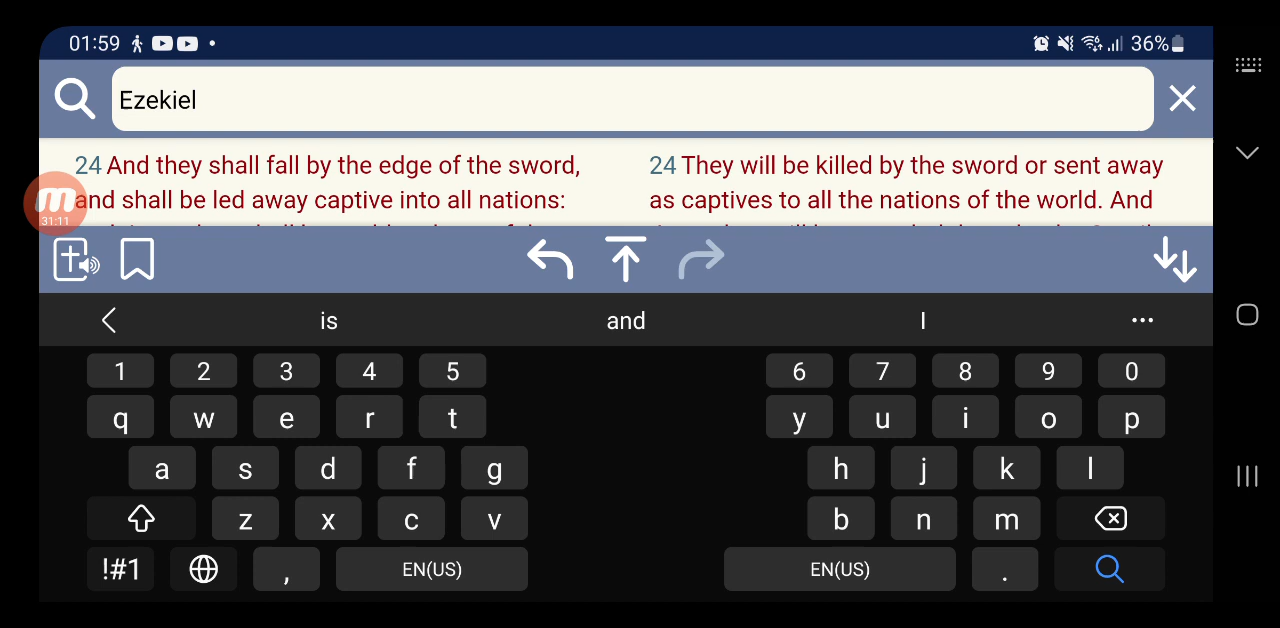 01:59 36%
Ezekiel
24 And they shall fall by the edge of the sword,
and shall be led away captive into all nations:
24 They will be killed by the sword or sent away
as captives to all the nations of the world. And
31:11
is and I
1 2 3 4 5 6 7 8 9 0
q w e r t y u i o p
a s d f g h j k l
z x c v b n m
!#1 , EN(US) EN(US) .